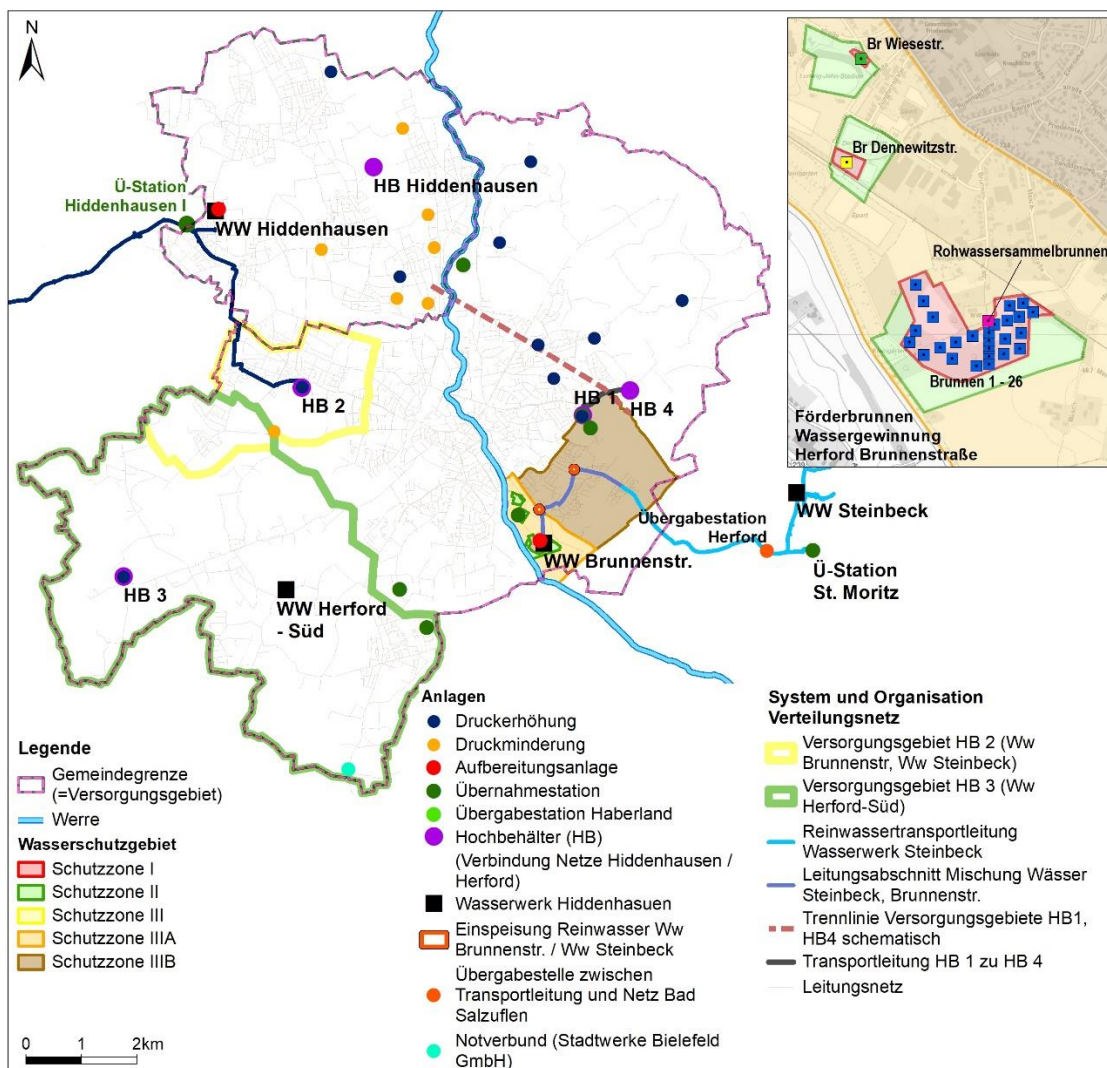 N
Ü-Station
Hiddenhausen I
WW Hiddenhausen
HB Hiddenhausen
HB 2
HB 1
HB 4
HB 3
WW Herford
- Süd
WW Brunnenstr.
Übergabestation
Herford
WW Steinbeck
Ü-Station
St. Moritz
Br Wiesestr.
Br Dennewitzstr.
Rohwassersammelbrunnen
Brunnen 1 - 26
Förderbrunnen
Wassergewinnung
Herford Brunnenstraße
Legende
Gemeindegrenze
(=Versorgungsgebiet)
Werre
Wasserschutzgebiet
Schutzzone I
Schutzzone II
Schutzzone III
Schutzzone IIIA
Schutzzone IIIB
0 1 2km
Anlagen
Druckerhöhung
Druckminderung
Aufbereitungsanlage
Übernahmestation
Übergabestation Haberland
Hochbehälter (HB)
(Verbindung Netze Hiddenhausen /
Herford)
Wasserwerk Hiddenhasuen
Einspeisung Reinwasser Ww
Brunnenstr. / Ww Steinbeck
Übergabestelle zwischen
Transportleitung und Netz Bad
Salzuflen
Notverbund (Stadtwerke Bielefeld
GmbH)
System und Organisation
Verteilungsnetz
Versorgungsgebiet HB 2 (Ww
Brunnenstr, Ww Steinbeck)
Versorgungsgebiet HB 3 (Ww
Herford-Süd)
Reinwassertransportleitung
Wasserwerk Steinbeck
Leitungsabschnitt Mischung Wässer
Steinbeck, Brunnenstr.
Trennlinie Versorgungsgebiete HB1,
HB4 schematisch
Transportleitung HB 1 zu HB 4
Leitungsnetz